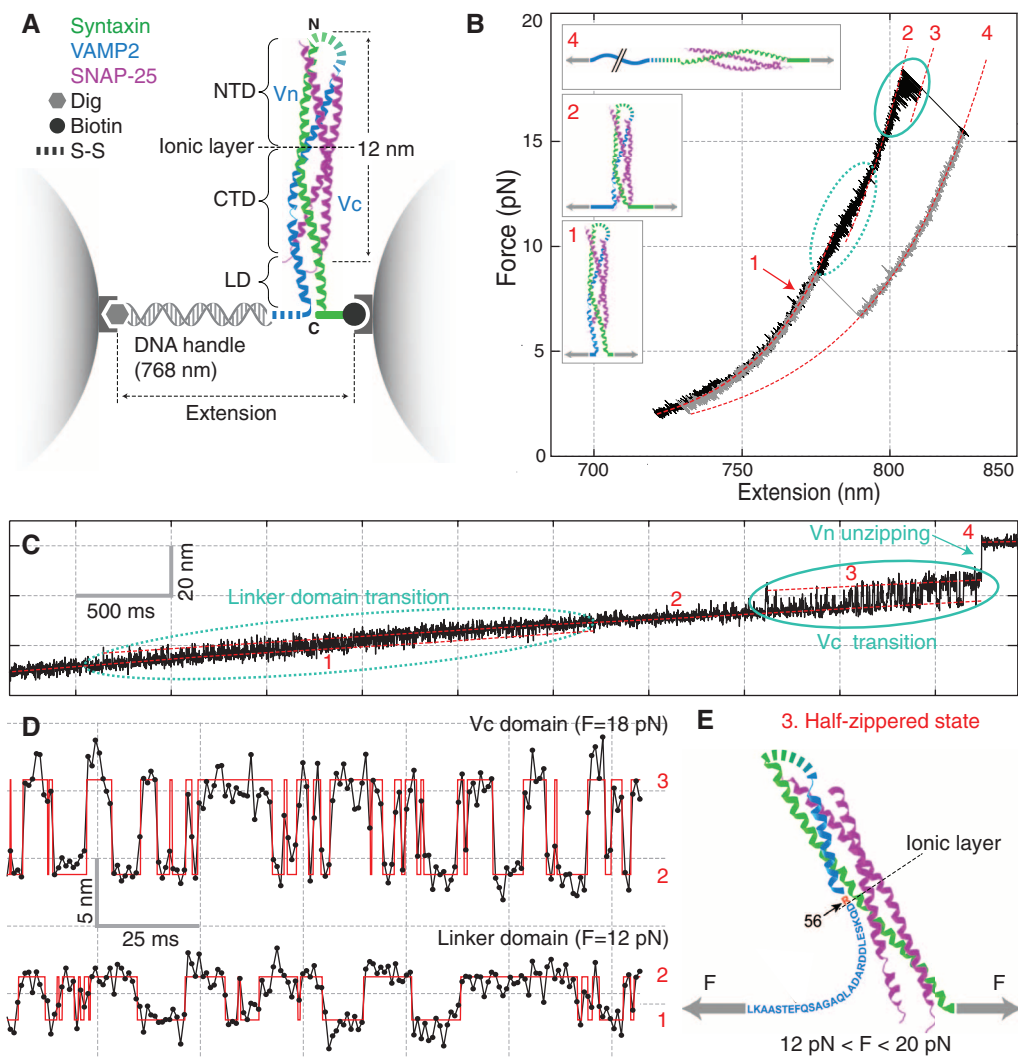 A
Syntaxin
VAMP2
SNAP-25
Dig
Biotin
S-S
N
NTD
Vn
Ionic layer
12 nm
CTD
Vc
LD
C
DNA handle
(768 nm)
Extension
B
4
2
1
2 3 4
1
15
10
5
0
Force (pN)
700 750 800 850
Extension (nm)
C
20 nm
500 ms
Linker domain transition
1
2
Vn unzipping
4
3
Vc transition
D
Vc domain (F=18 pN)
3
2
5 nm
25 ms
Linker domain (F=12 pN)
2
1
E
3. Half-zippered state
Ionic layer
56
LKAASTEFQSAGAQLADARDDLESKQD
F
F
12 pN < F < 20 pN